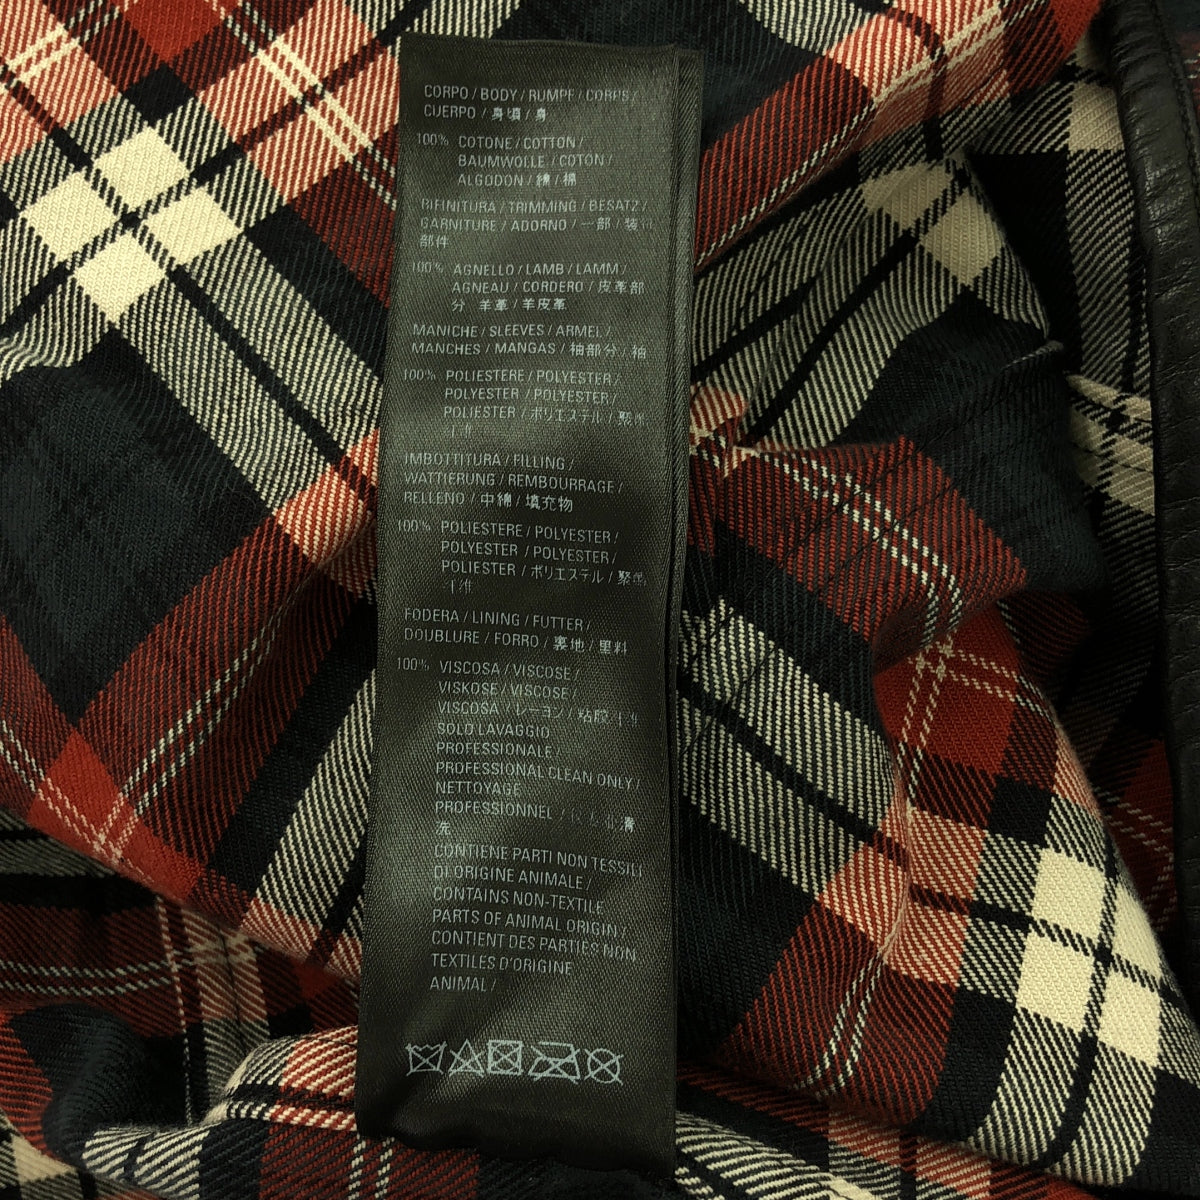 CORPO / BODY / RUMPF / CORPS /
CUERPO / 身頃 / 身
100% COTONE / COTTON /
BAUMWOLLE / COTON /
ALGODON / 綿 / 棉
RIFINITURA / TRIMMING / BESATZ /
GARNITURE / ADORNO / 一部 / 装饰
部件
100% AGNELLO / LAMB / LAMM /
AGNEAU / CORDERO / 皮革部
分 羊革 / 羊皮革
MANICHE / SLEEVES / ARMEL /
MANCHES / MANGAS / 袖部分 / 袖
100% POLIESTERE / POLYESTER /
POLYESTER / POLYESTER /
POLIESTER / ポリエステル / 聚酯
纤维
IMBOTTITURA / FILLING /
WATTIERUNG / REMBOURRAGE /
RELLENO / 中綿 / 填充物
100% POLIESTERE / POLYESTER /
POLYESTER / POLYESTER /
POLIESTER / ポリエステル / 聚酯
纤维
FODERA / LINING / FUTTER /
DOUBLURE / FORRO / 裏地 / 里料
100% VISCOSA / VISCOSE /
VISKOSE / VISCOSE /
VISCOSA / レーヨン / 粘胶纤维
SOLO LAVAGGIO
PROFESSIONALE /
PROFESSIONAL CLEAN ONLY /
NETTOYAGE
PROFESSIONNEL /
洗
CONTIENE PARTI NON TESSILI
DI ORIGINE ANIMALE /
CONTAINS NON-TEXTILE
PARTS OF ANIMAL ORIGIN /
CONTIENT DES PARTIES NON
TEXTILES D'ORIGINE
ANIMAL /